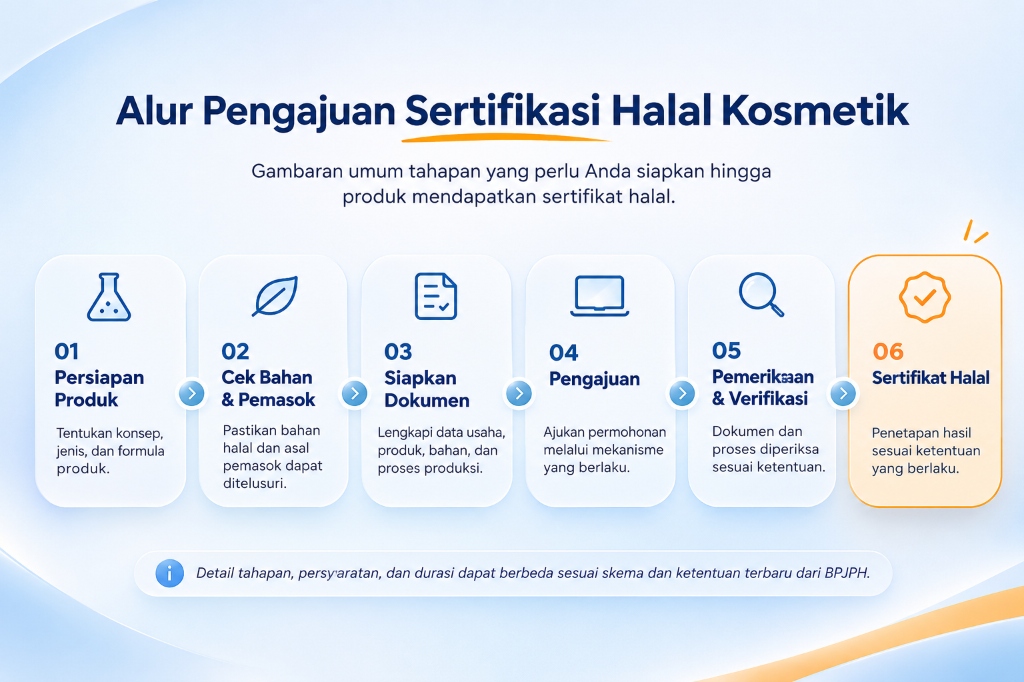 Alur Pengajuan Sertifikasi Halal Kosmetik
Gambaran umum tahapan yang perlu Anda siapkan hingga
produk mendapatkan sertifikat halal.
01
Persiapan
Produk
Tentukan konsep,
jenis, dan formula
produk.
02
Cek Bahan
& Pemasok
Pastikan bahan
halal dan asal
pemasok dapat
ditelusuri.
03
Siapkan
Dokumen
Lengkapi data usaha,
produk, bahan, dan
proses produksi.
04
Pengajuan
Ajukan permohonan
melalui mekanisme
yang berlaku.
05
& Verifikasi
Dokumen dan
proses diperiksa
sesuai ketentuan.
06
Sertifikat Halal
Penetapan hasil
sesuai ketentuan
yang berlaku.
Detail tahapan, dan durasi dapat berbeda sesuai skema dan ketentuan terbaru dari BPJPH.